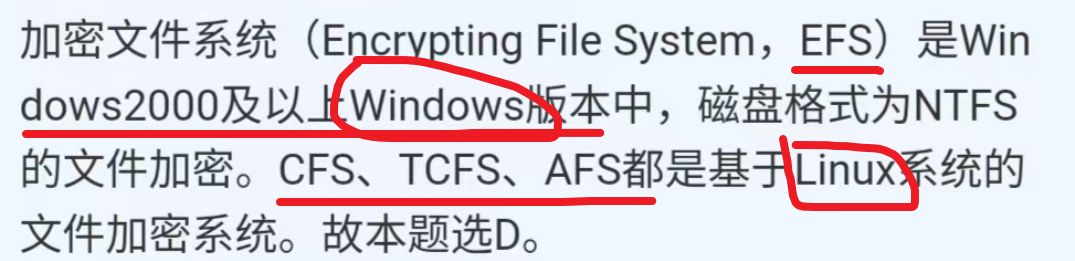 加密文件系统（Encrypting File System，EFS）是Win
dows2000及以上Windows版本中，磁盘格式为NTFS
的文件加密。CFS、TCFS、AFS都是基于Linux系统的
文件加密系统。故本题选D。